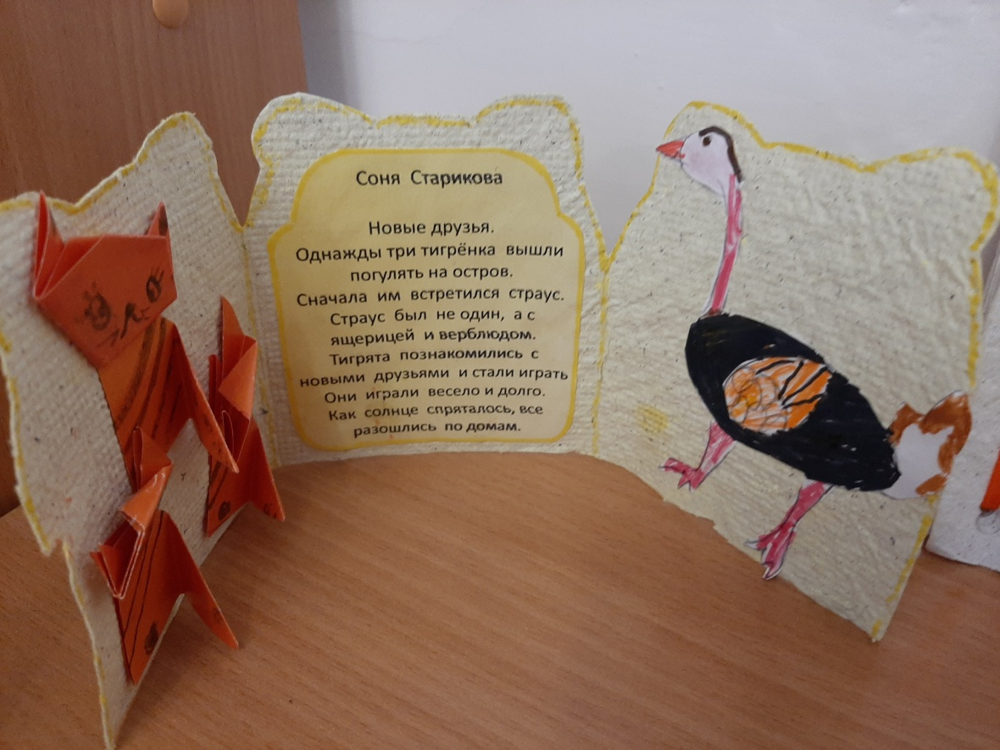 Соня Старикова
Новые друзья.
Однажды три тигрёнка вышли
погулять на остров.
Сначала им встретился страус.
Страус был не один, а с
ящерицей и верблюдом.
Тигрята познакомились с
новыми друзьями и стали играть
Они играли весело и долго.
Как солнце спряталось, все
разошлись по домам.